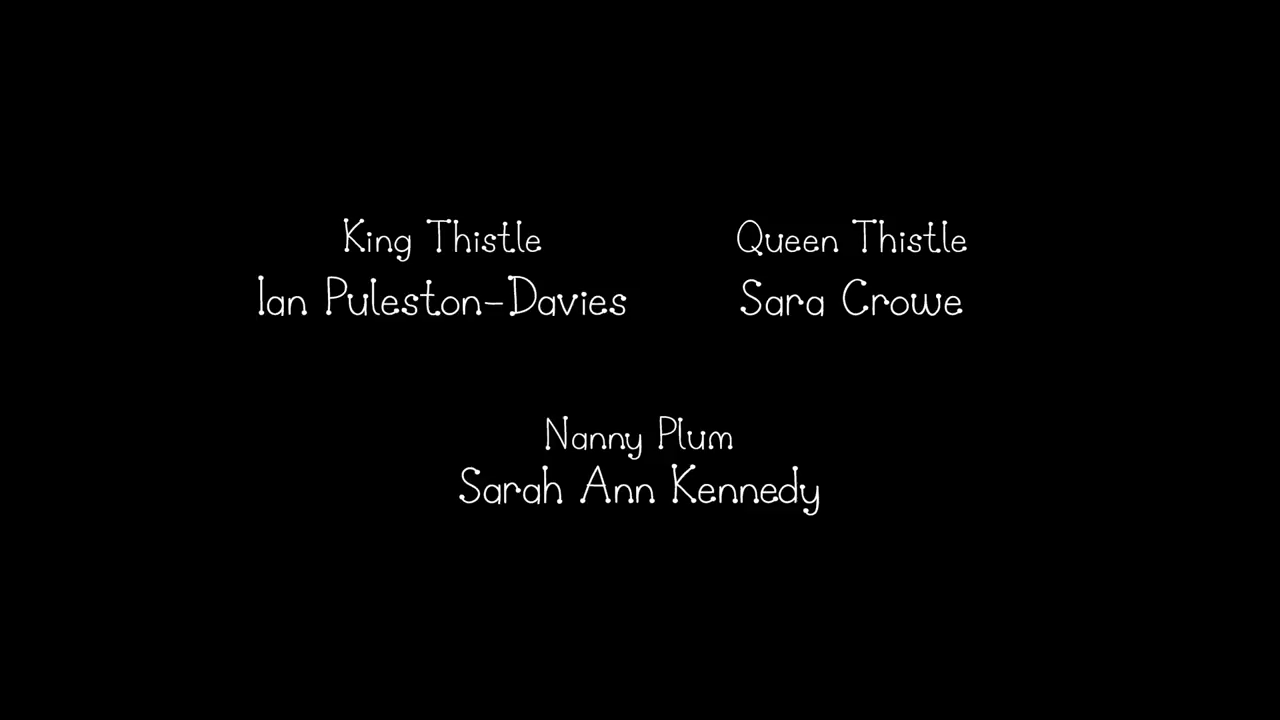 King Thistle
Ian Puleston-Davies
Queen Thistle
Sara Crowe
Nanny Plum
Sarah Ann Kennedy